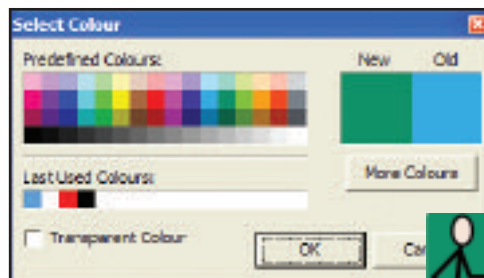 Select Colour
Predefined Colours:
New Old
More Colours
Last Used Colours:
Transparent Colour
OK